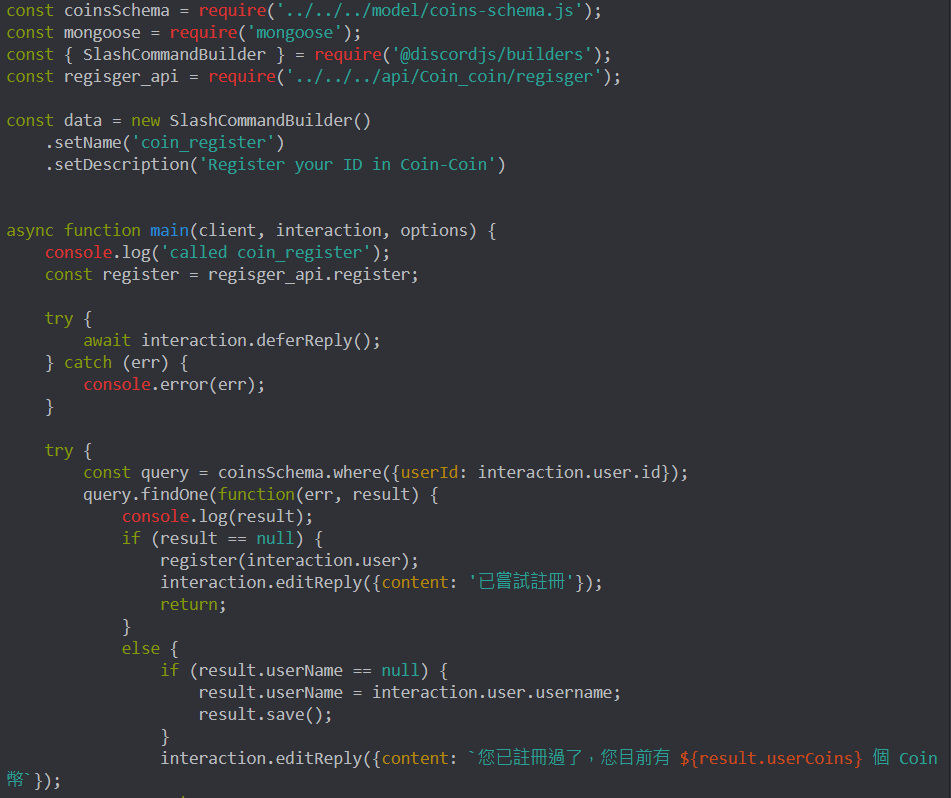 const coinsSchema = require('../../../model/coins-schema.js');
const mongoose = require('mongoose');
const { SlashCommandBuilder } = require('@discordjs/builders');
const regisger_api = require('../../../api/Coin_coin/regisger');

const data = new SlashCommandBuilder()
    .setName('coin_register')
    .setDescription('Register your ID in Coin-Coin')


async function main(client, interaction, options) {
    console.log('called coin_register');
    const register = regisger_api.register;

    try {
        await interaction.deferReply();
    } catch (err) {
        console.error(err);
    }

    try {
        const query = coinsSchema.where({userId: interaction.user.id});
        query.findOne(function(err, result) {
            console.log(result);
            if (result == null) {
                register(interaction.user);
                interaction.editReply({content: '已嘗試註冊'});
                return;
            }
            else {
                if (result.userName == null) {
                    result.userName = interaction.user.username;
                    result.save();
                }
                interaction.editReply({content: `您已註冊過了，您目前有 ${result.userCoins} 個 Coin
幣`});